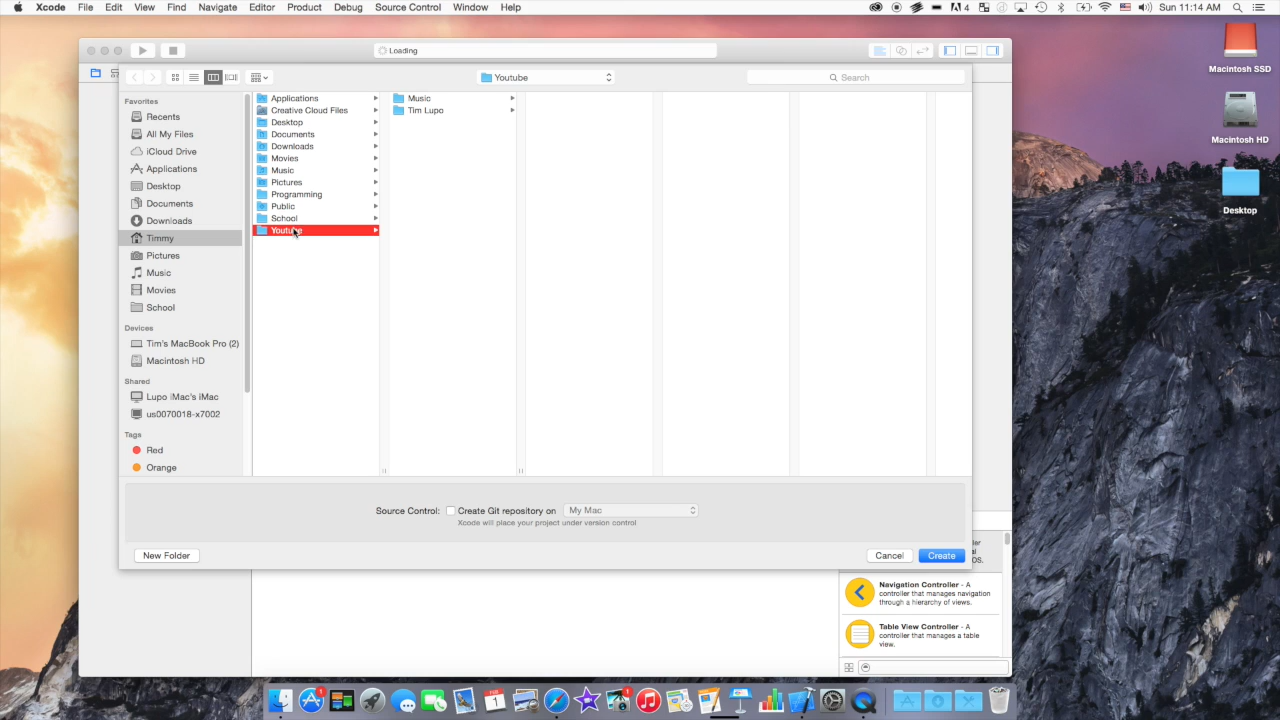 Xcode File Edit View Find Navigate Editor Product Debug Source Control Window Help
4 Sun 11:14 AM
Loading
Youtube
Search
Favorites
Recents
All My Files
iCloud Drive
Applications
Desktop
Documents
Downloads
Timmy
Pictures
Music
Movies
School
Devices
Tim's MacBook Pro (2)
Macintosh HD
Shared
Lupo iMac's iMac
us0070018-x7002
Tags
Red
Orange
Applications
Creative Cloud Files
Desktop
Documents
Downloads
Movies
Music
Pictures
Programming
Public
School
Youtube
Music
Tim Lupo
Source Control: Create Git repository on My Mac
Xcode will place your project under version control
New Folder
Cancel
Create
Navigation Controller - A
controller that manages navigation
through a hierarchy of views.
Table View Controller - A
controller that manages a table
view.
Macintosh SSD
Macintosh HD
Desktop
1
FEB
1
1